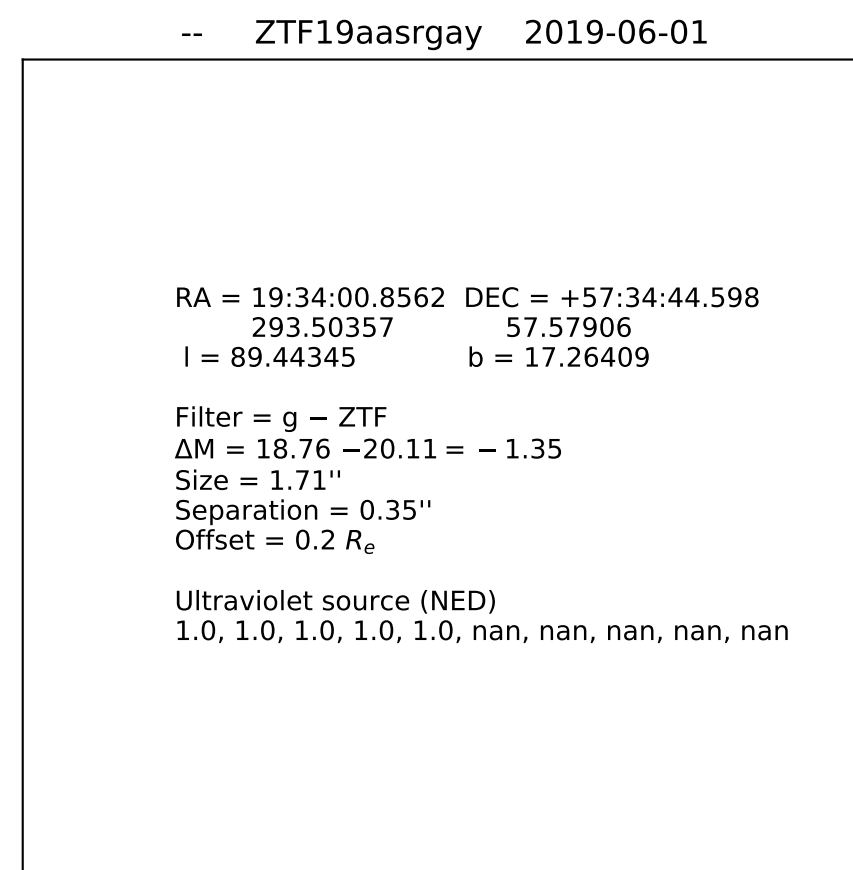 -- ZTF19aasrgay 2019-06-01
RA = 19:34:00.8562 DEC = +57:34:44.598
293.50357 57.57906
l = 89.44345 b = 17.26409
Filter = g − ZTF
ΔM = 18.76 −20.11 = − 1.35
Size = 1.71''
Separation = 0.35''
Offset = 0.2 Re
Ultraviolet source (NED)
1.0, 1.0, 1.0, 1.0, 1.0, nan, nan, nan, nan, nan